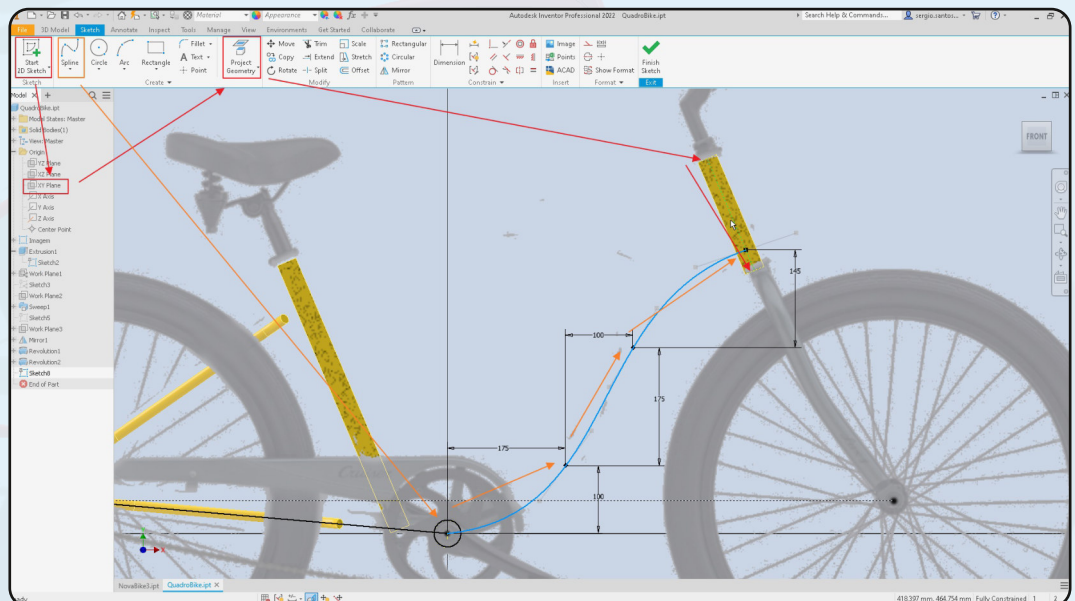 Material
Appearance
Autodesk Inventor Professional 2022 QuadroBike.ipt
Search Help & Commands...
sergio.santos...
File 3D Model Sketch Annotate Inspect Tools Manage View Environments Get Started Collaborate
Start
2D Sketch
Spline
Circle
Arc
Rectangle
Fillet
Text
Point
Project
Geometry
Move
Copy
Rotate
Trim
Extend
Split
Scale
Stretch
Offset
Rectangular
Circular
Mirror
Dimension
Image
Points
ACAD
Show Format
Finish
Sketch
Sketch
Create
Modify
Pattern
Constrain
Insert
Format
Exit
Model
QuadroBike.ipt
Model States: Master
Solid Bodies(1)
View: Master
Origin
YZ Plane
XZ Plane
XY Plane
X Axis
Y Axis
Z Axis
Center Point
Imagem
Extrusion1
Sketch2
Work Plane1
Sketch3
Work Plane2
Sweep1
Sketch5
Work Plane3
Mirror1
Revolution1
Revolution2
Sketch8
End of Part
FRONT
145
100
175
175
100
NovaBike3.ipt
QuadroBike.ipt
418.397 mm, 464.754 mm Fully Constrained 1 2